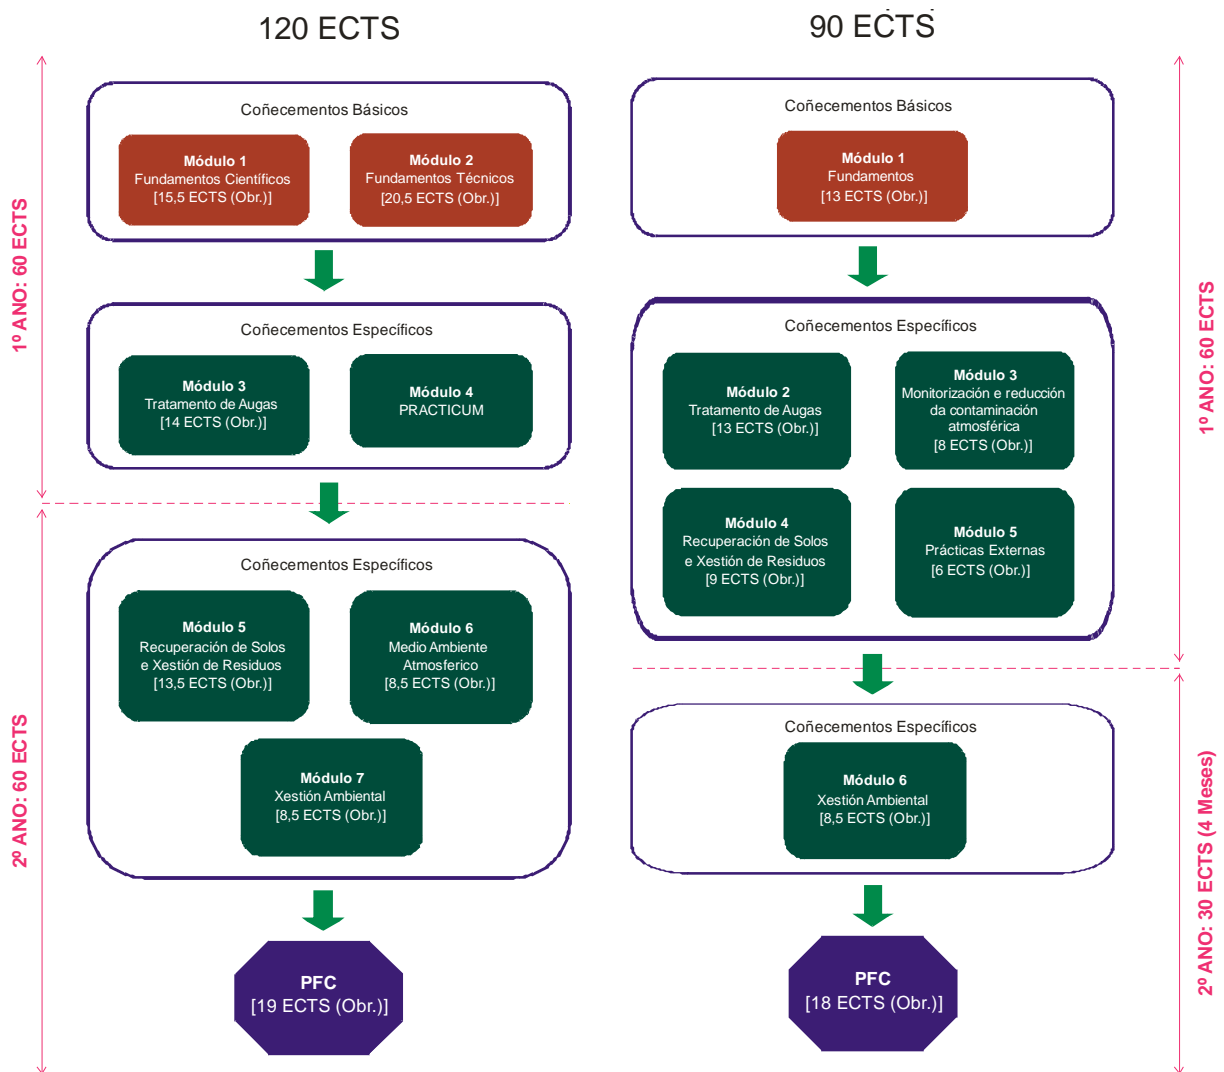 120 ECTS
1º ANO: 60 ECTS
Coñecementos Básicos
Módulo 1
Fundamentos Científicos
[15,5 ECTS (Obr.)]
Módulo 2
Fundamentos Técnicos
[20,5 ECTS (Obr.)]
Coñecementos Específicos
Módulo 3
Tratamento de Augas
[14 ECTS (Obr.)]
Módulo 4
PRACTICUM
2º ANO: 60 ECTS
Coñecementos Específicos
Módulo 5
Recuperación de Solos
e Xestión de Residuos
[13,5 ECTS (Obr.)]
Módulo 6
Medio Ambiente
Atmosferico
[8,5 ECTS (Obr.)]
Módulo 7
Xestión Ambiental
[8,5 ECTS (Obr.)]
PFC
[19 ECTS (Obr.)]
90 ECTS
1º ANO: 60 ECTS
Coñecementos Básicos
Módulo 1
Fundamentos
[13 ECTS (Obr.)]
Coñecementos Específicos
Módulo 2
Tratamento de Augas
[13 ECTS (Obr.)]
Módulo 3
Monitorización e reducción
da contaminación
atmosférica
[8 ECTS (Obr.)]
Módulo 4
Recuperación de Solos
e Xestión de Residuos
[9 ECTS (Obr.)]
Módulo 5
Prácticas Externas
[6 ECTS (Obr.)]
2º ANO: 30 ECTS (4 Meses)
Coñecementos Específicos
Módulo 6
Xestión Ambiental
[8,5 ECTS (Obr.)]
PFC
[18 ECTS (Obr.)]